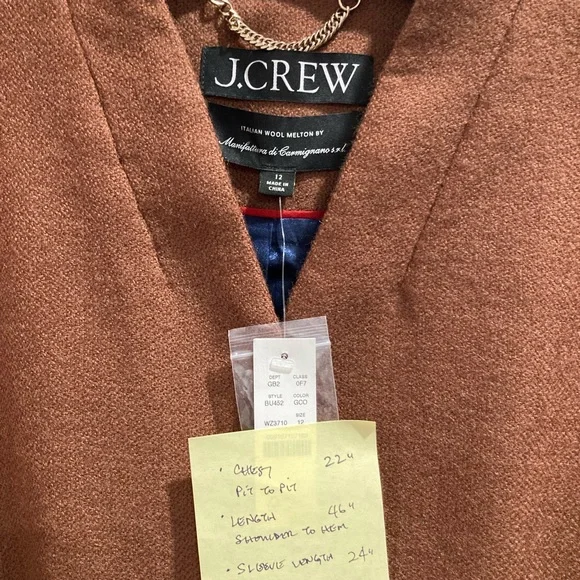 J.CREW
ITALIAN WOOL MELTON BY
Manifattura di Carmignano s.r.l.
12
MADE IN
CHINA
DEPT CLASS
GB2 0F7
STYLE COLOR
BU452 GCO
SIZE
WZ3710 12
• CHEST 22"
PIT TO PIT
• LENGTH 46"
SHOULDER TO HEM
• SLEEVE LENGTH 24"